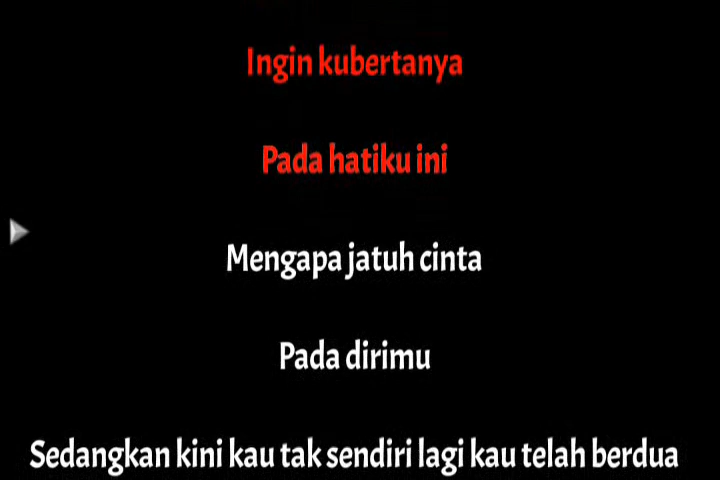 Ingin kubertanya
Pada hatiku ini
Mengapa jatuh cinta
Pada dirimu
Sedangkan kini kau tak sendiri lagi kau telah berdua